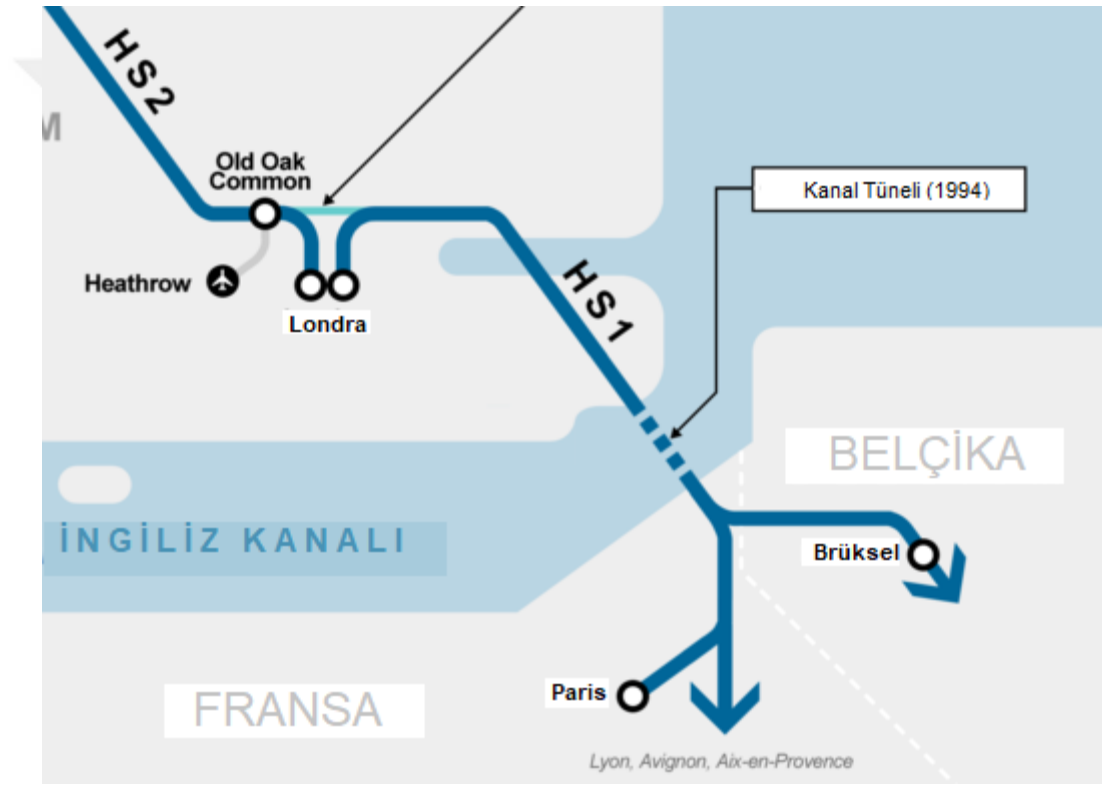 HS2
M
Old Oak
Common
Kanal Tüneli (1994)
Heathrow
HS1
Londra
BELÇİKA
İNGİLİZ KANALI
Brüksel
Paris
FRANSA
Lyon, Avignon, Aix-en-Provence